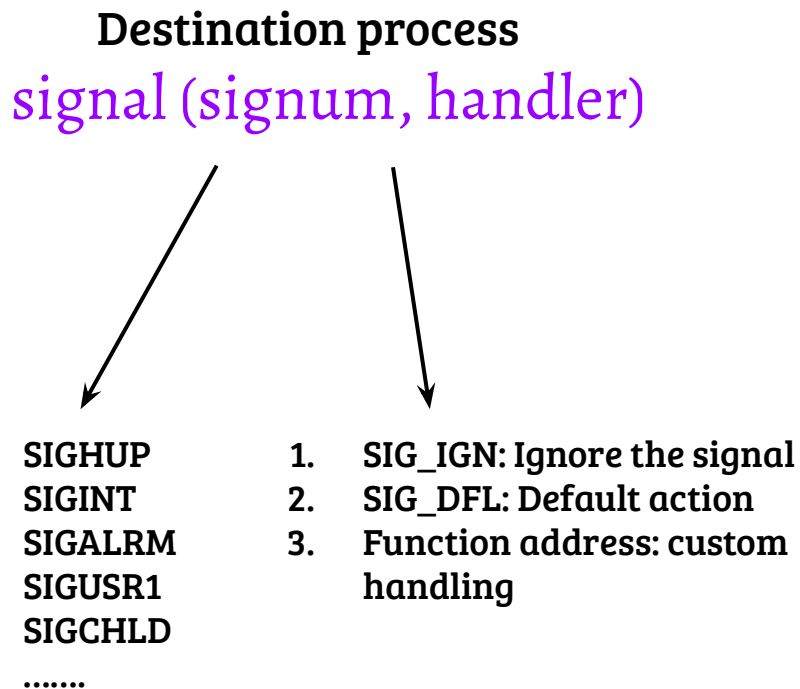 Destination process
signal (signum, handler)
SIGHUP
SIGINT
SIGALRM
SIGUSR1
SIGCHLD
.......
1. SIG_IGN: Ignore the signal
2. SIG_DFL: Default action
3. Function address: custom
handling